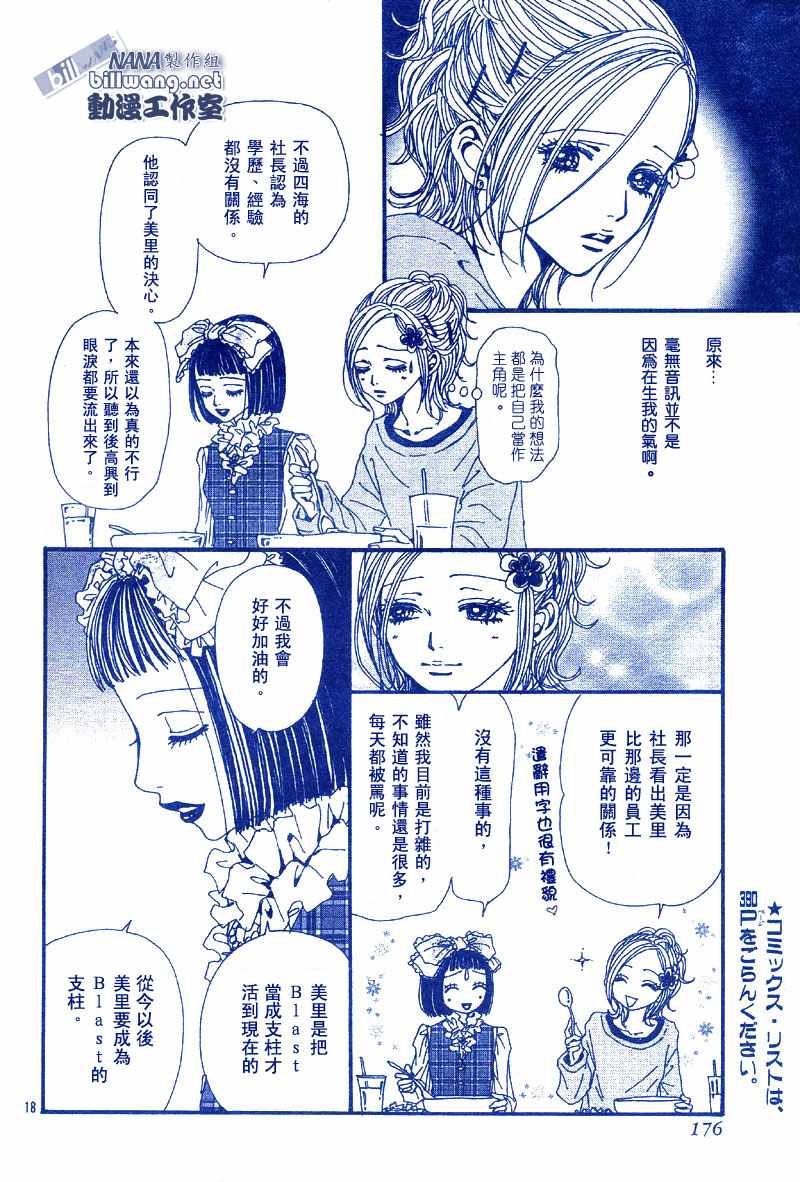 NANA製作組
bill
billwang.net
動漫工作室
原來…
毫無音訊並不是
因為在生我的氣啊。
不過四海的
社長認為
學歷、經驗
都沒有關係。
他認同了美里的決心。
為什麼我的想法
都是把自己當作
主角呢。
本來還以為真的不行
了，所以聽到後高興到
眼淚都要流出來了。
那一定是因為
社長看出美里
比那邊的員工
更可靠的關係！
遣辭用字也很有禮貌♡
沒有這種事的，
雖然我目前是打雜的，
不知道的事情還是很多，
每天都被罵呢。
不過我會
好好加油的。
美里是把
Blast
當成支柱才
活到現在的
從今以後
美里要成為
Blast的
支柱。
★コミックス・リストは、
390Pをごらんください。
18
176